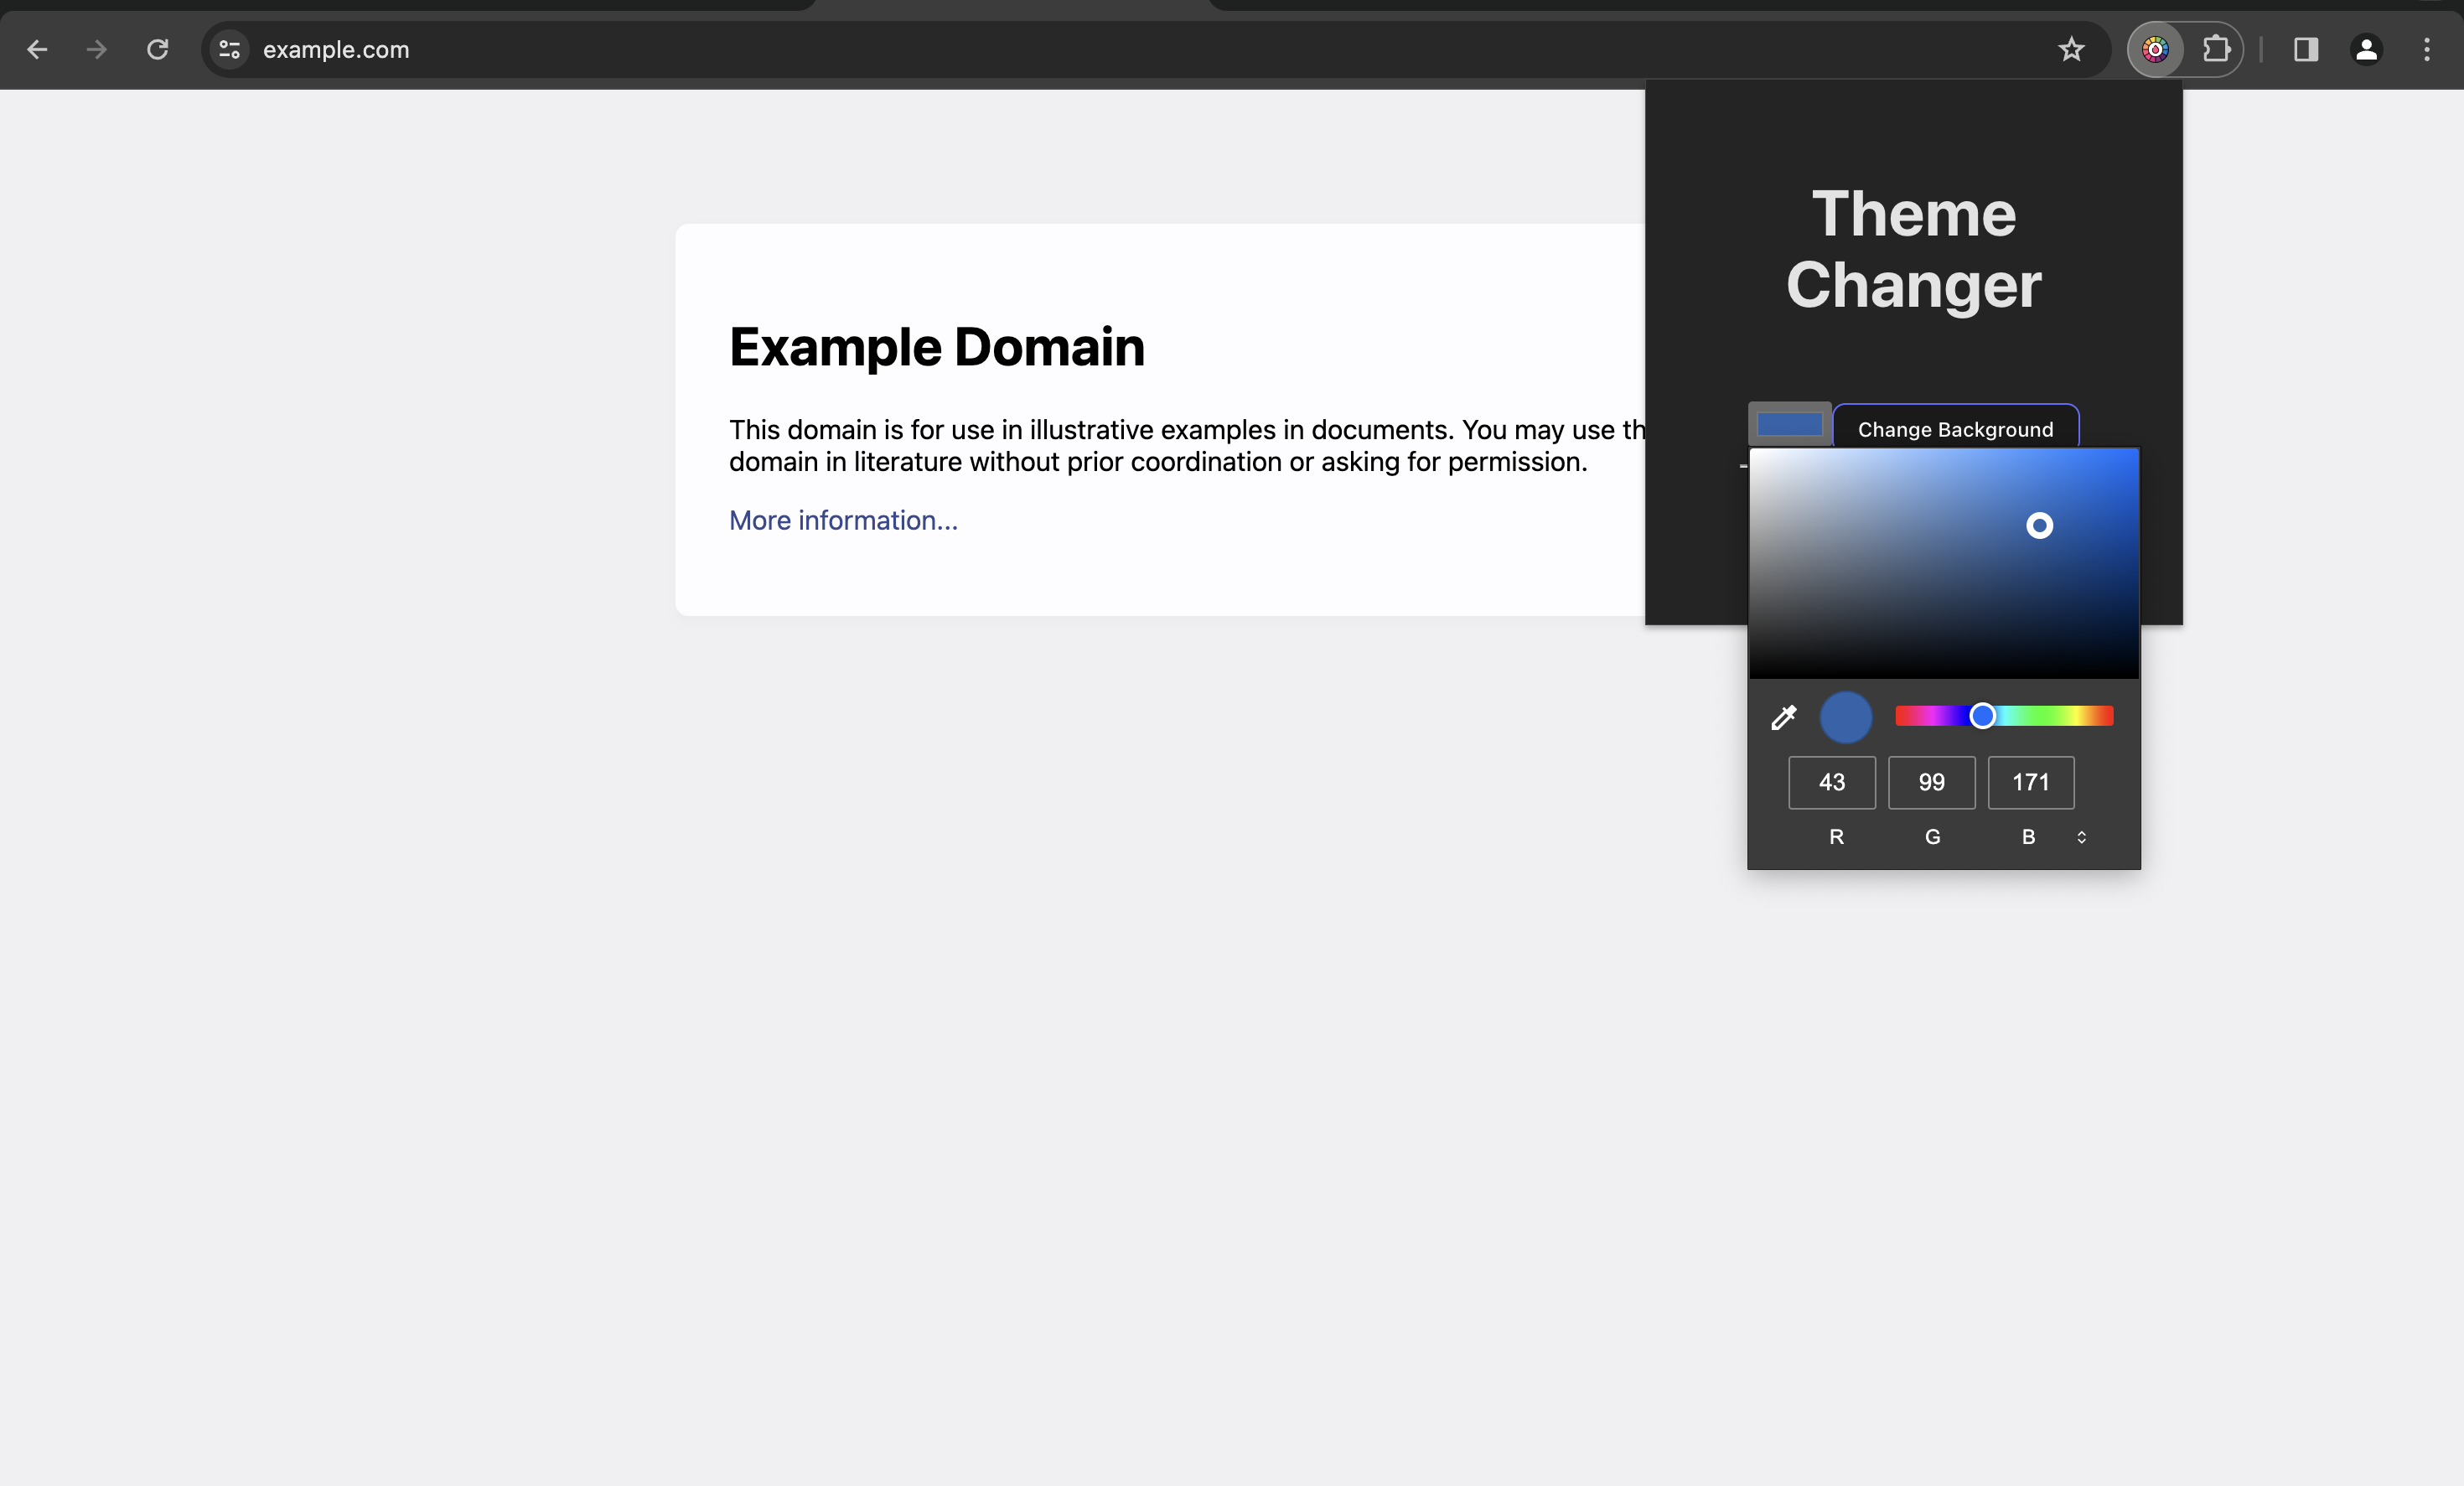 example.com
Theme
Changer
Example Domain
This domain is for use in illustrative examples in documents. You may use th
domain in literature without prior coordination or asking for permission.
More information...
Change Background
43 99 171
R G B